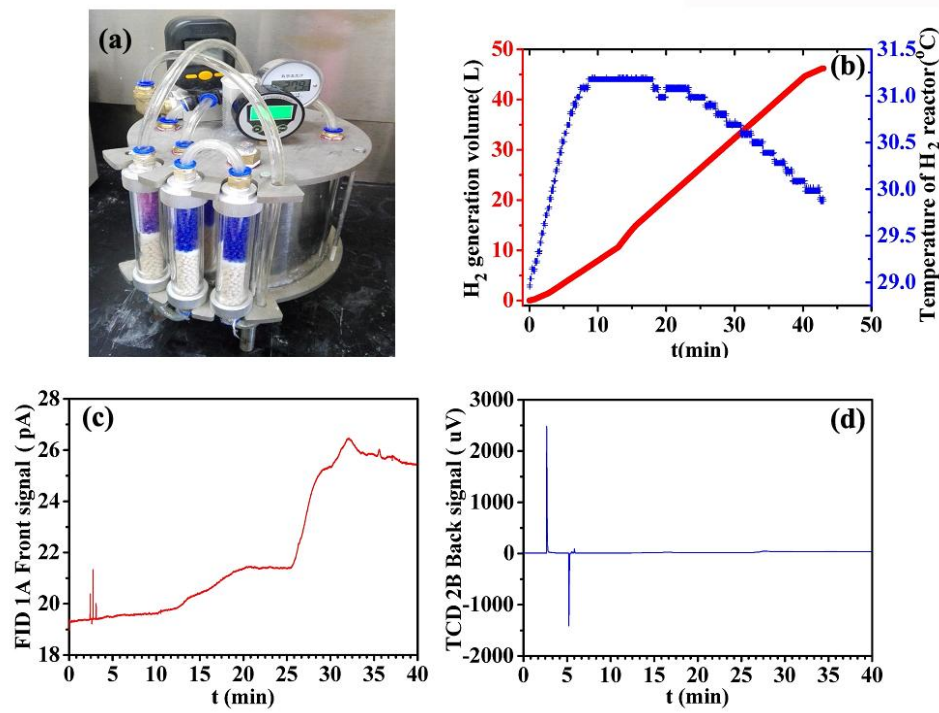 (a)
(b)
H2 generation volume( L)
50
40
30
20
10
0
31.5
31.0
30.5
30.0
29.5
29.0
Temperature of H2 reactor(°C)
0 10 20 30 40 50
t(min)
(c)
FID 1A Front signal ( pA)
28
26
24
22
20
18
0 5 10 15 20 25 30 35 40
t (min)
(d)
TCD 2B Back signal ( uV)
3000
2000
1000
0
-1000
-2000
0 5 10 15 20 25 30 35 40
t (min)